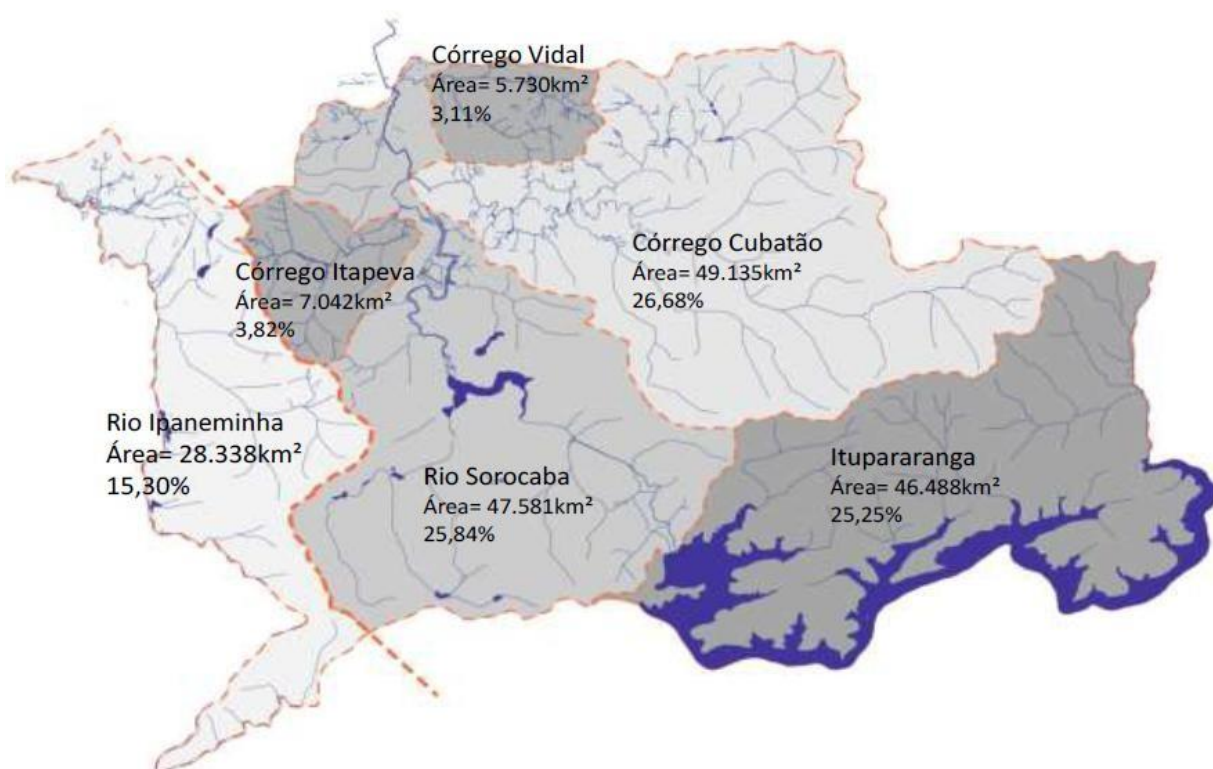 Córrego Vidal
Área= 5.730km²
3,11%
Córrego Cubatão
Área= 49.135km²
26,68%
Córrego Itapeva
Área= 7.042km²
3,82%
Rio Ipaneminha
Área= 28.338km²
15,30%
Rio Sorocaba
Área= 47.581km²
25,84%
Itupararanga
Área= 46.488km²
25,25%